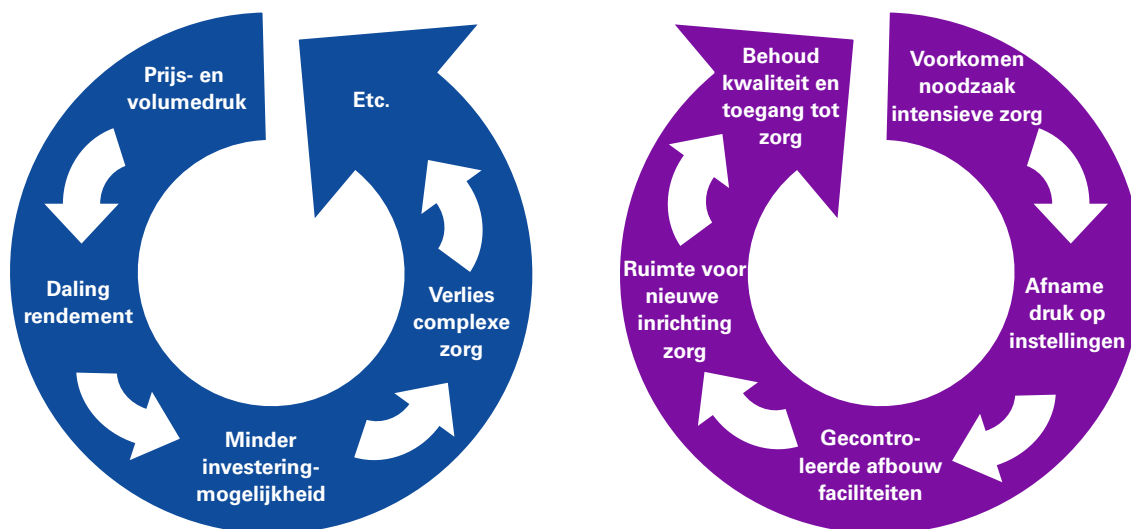 Prijs- en
volumedruk
Daling
rendement
Minder
investering-
mogelijkheid
Verlies
complexe
zorg
Etc.
Voorkomen
noodzaak
intensieve zorg
Afname
druk op
instellingen
Gecontro-
leerde afbouw
faciliteiten
Ruimte voor
nieuwe
inrichting
zorg
Behoud
kwaliteit en
toegang tot
zorg